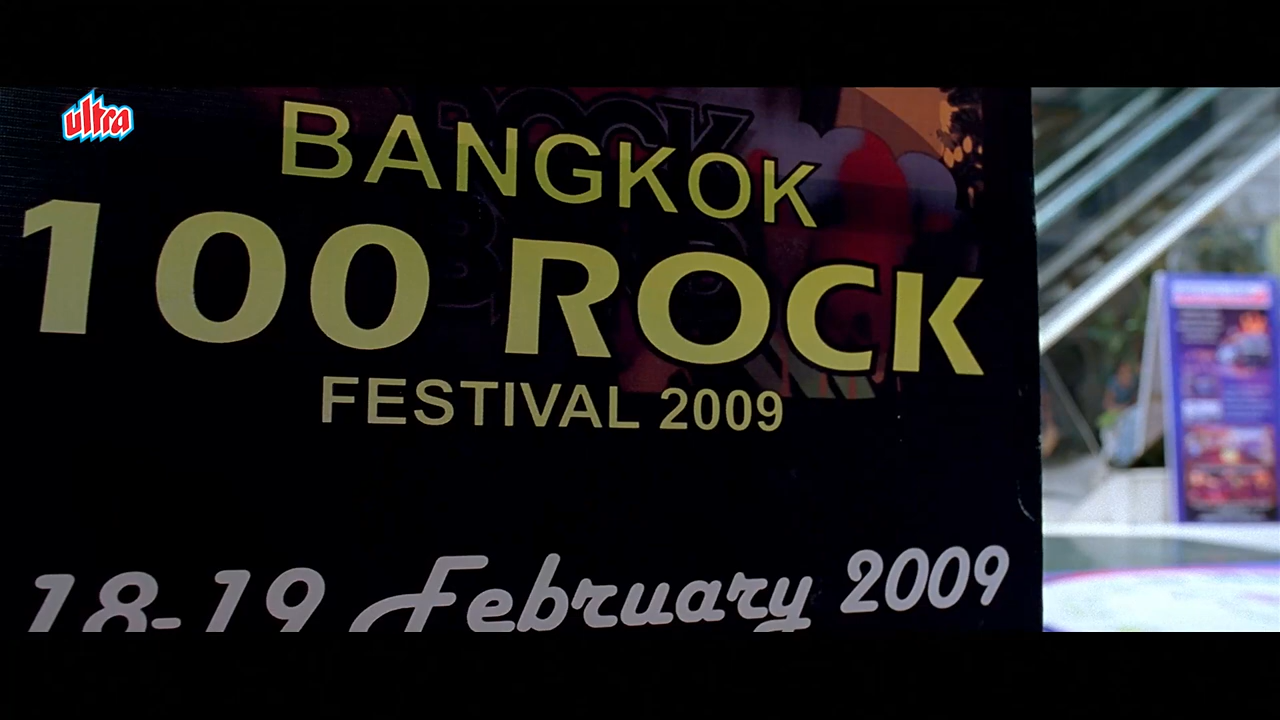 ultra
BANGKOK
100 ROCK
FESTIVAL 2009
18-19 February 2009